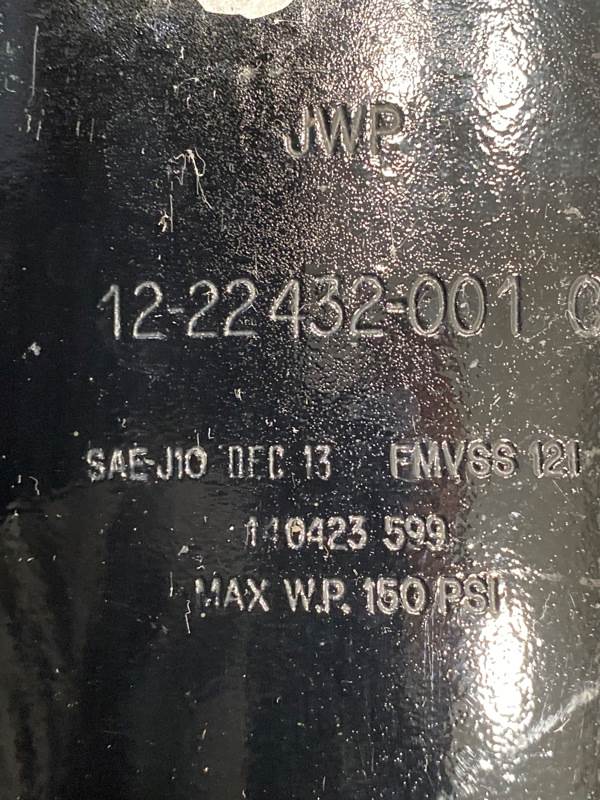 JWP
12-22432-001
SAE-J10 DEC 13 FMVSS 121
599
MAX W.P. 150 PSI